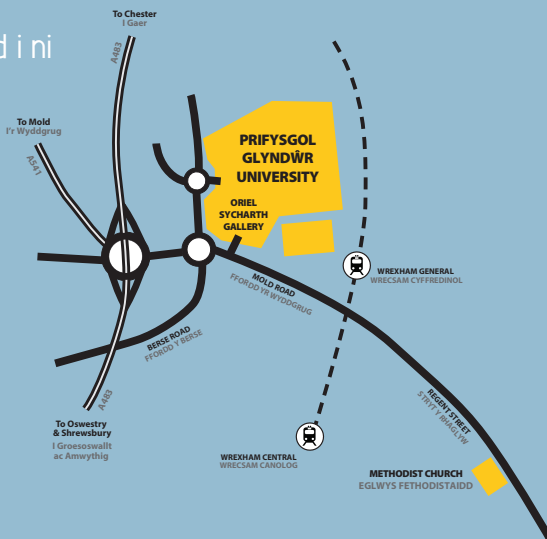 To Chester
I Gaer
A483
d i ni
To Mold
I'r Wyddgrug
A541
PRIFYSGOL
GLYNDŴR
UNIVERSITY
ORIEL
SYCHARTH
GALLERY
WREXHAM GENERAL
WRECSAM CYFFREDINOL
MOLD ROAD
FFORDD YR WYDDGRUG
BERSE ROAD
FFORDD Y BERSE
A483
REGENT STREET
STRYT Y RHAGLYW
To Oswestry
& Shrewsbury
I Groesoswallt
ac Amwythig
WREXHAM CENTRAL
WRECSAM CANOLOG
METHODIST CHURCH
EGLWYS FETHODISTAIDD